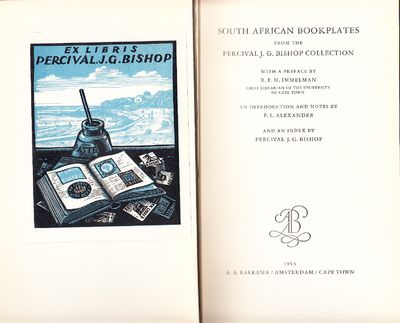 EX LIBRIS
PERCIVAL.J.G.BISHOP
SOUTH AFRICAN BOOKPLATES
FROM THE
PERCIVAL J. G. BISHOP COLLECTION
WITH A PREFACE BY
R. F. M. IMMELMAN
CHIEF LIBRARIAN OF THE UNIVERSITY
OF CAPE TOWN
AN INTRODUCTION AND NOTES BY
F. L. ALEXANDER
AND AN INDEX BY
PERCIVAL J. G. BISHOP
AB
1955
A. A. BALKEMA / AMSTERDAM / CAPE TOWN